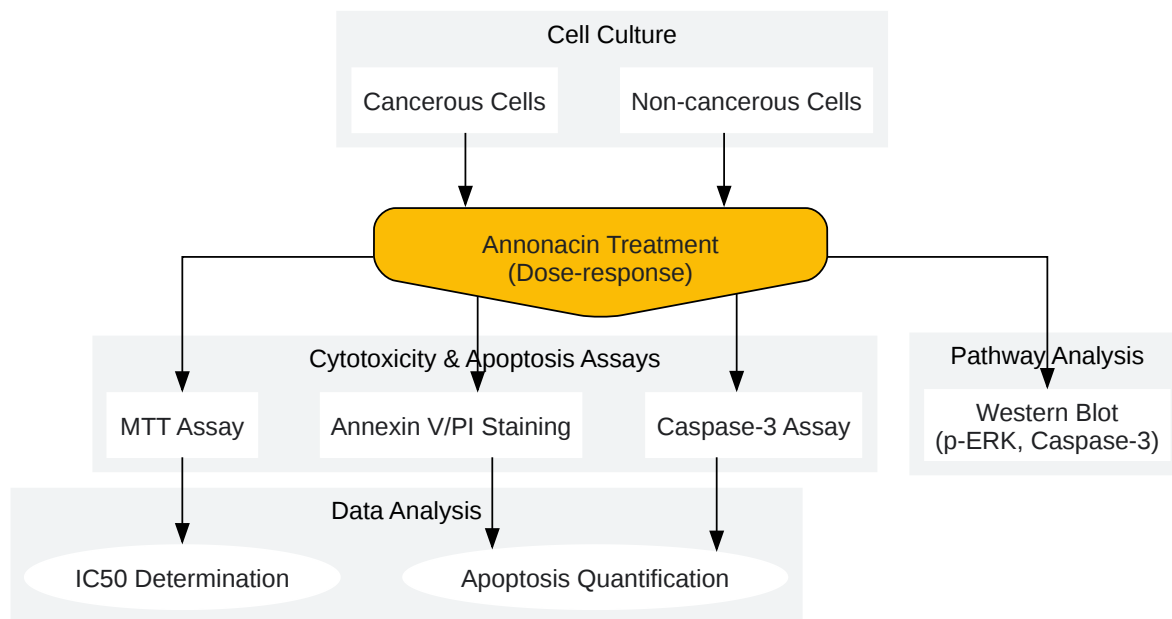 Cell Culture
Cancerous Cells
Non-cancerous Cells
Annonacin Treatment
(Dose-response)
Cytotoxicity & Apoptosis Assays
Pathway Analysis
MTT Assay
Annexin V/PI Staining
Caspase-3 Assay
Western Blot
(p-ERK, Caspase-3)
Data Analysis
IC50 Determination
Apoptosis Quantification